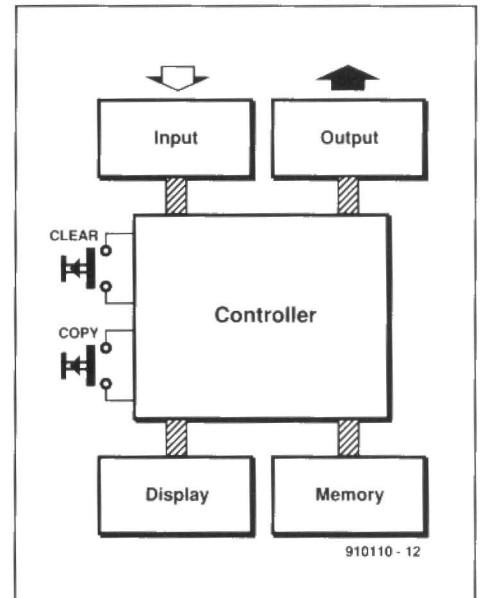 Input
Output
CLEAR
Controller
COPY
Display
Memory
910110 - 12